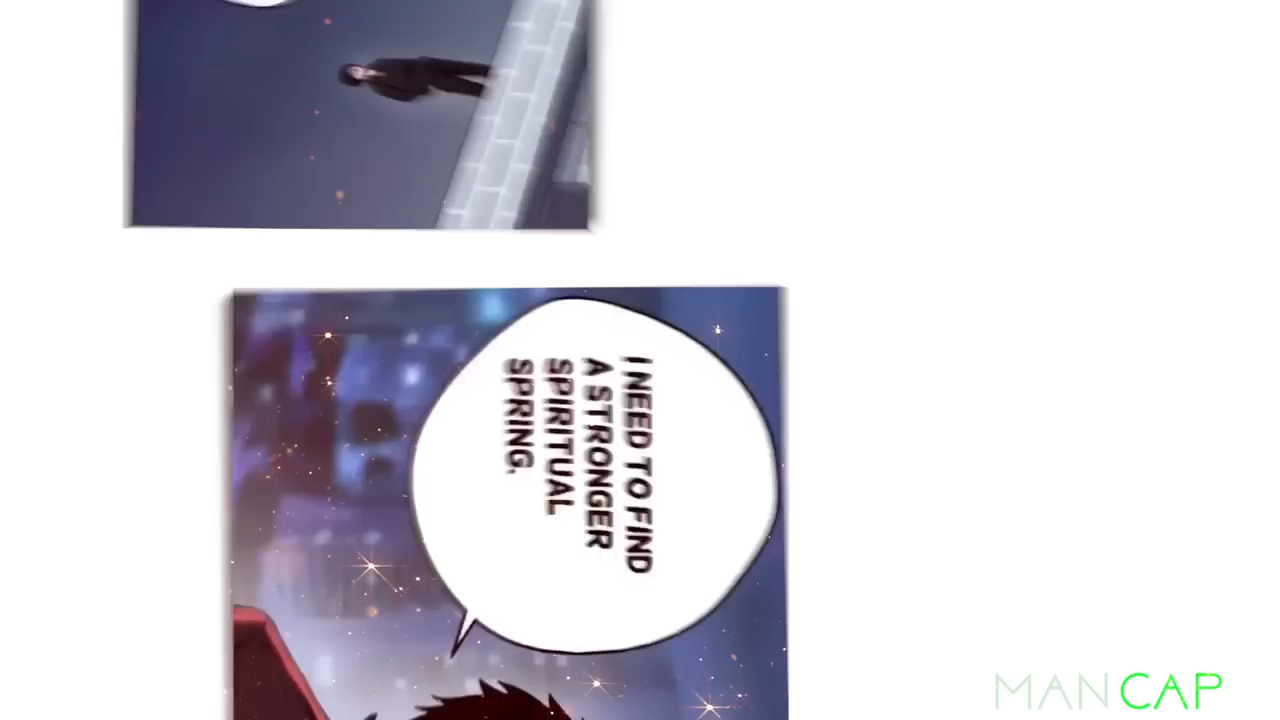 I NEED TO FIND
A STRONGER
SPIRITUAL
SPRING.
MANCAP